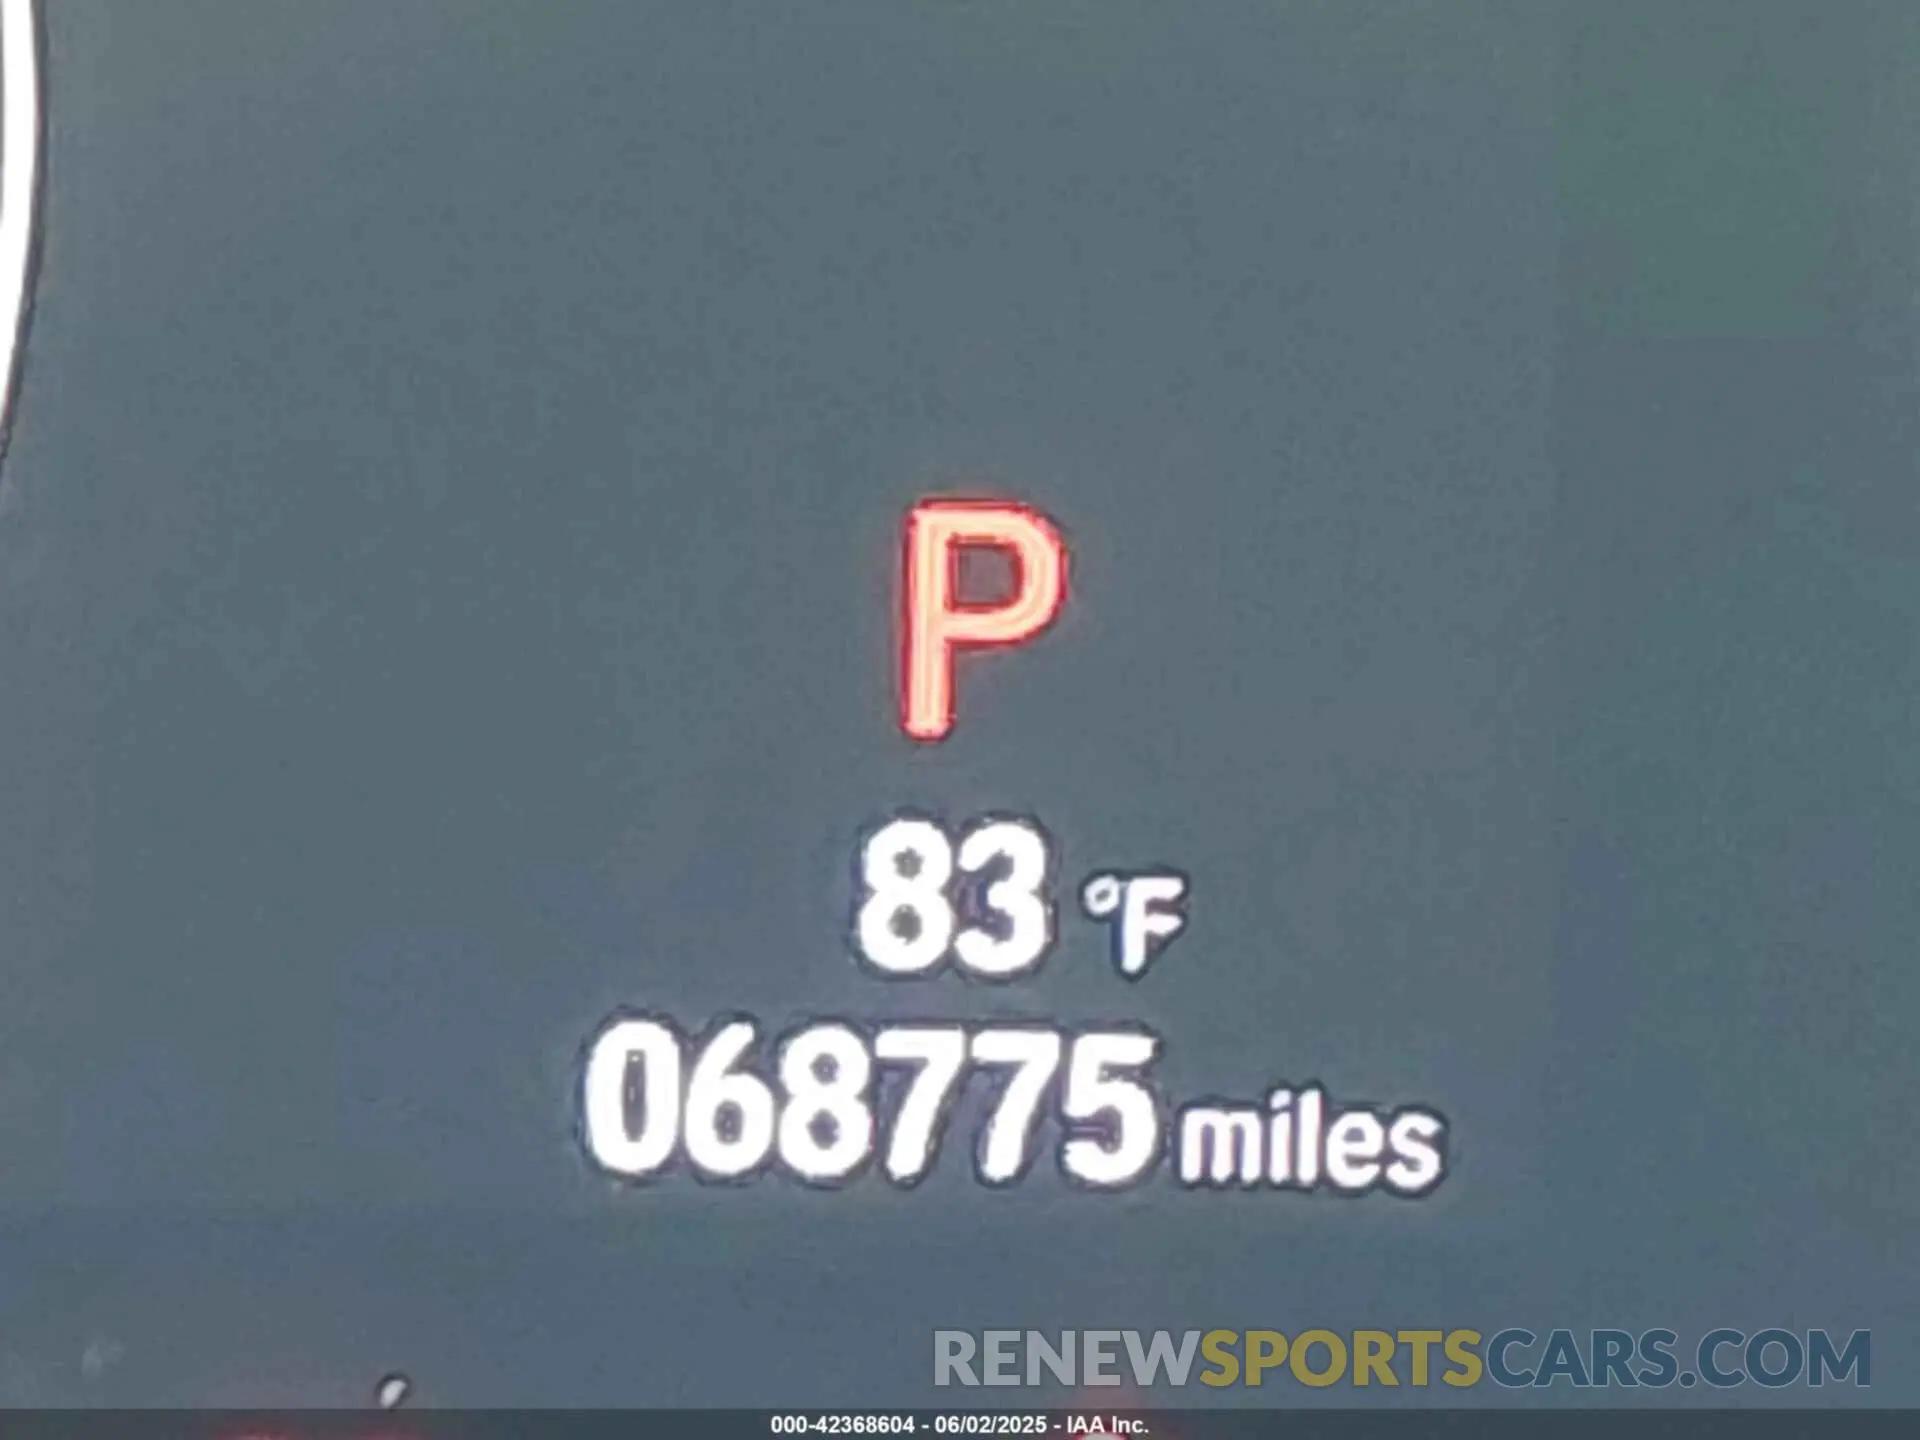 P
83 °F
068775 miles
RENEWSPORTSCARS.COM
000-42368604 - 06/02/2025 - IAA Inc.